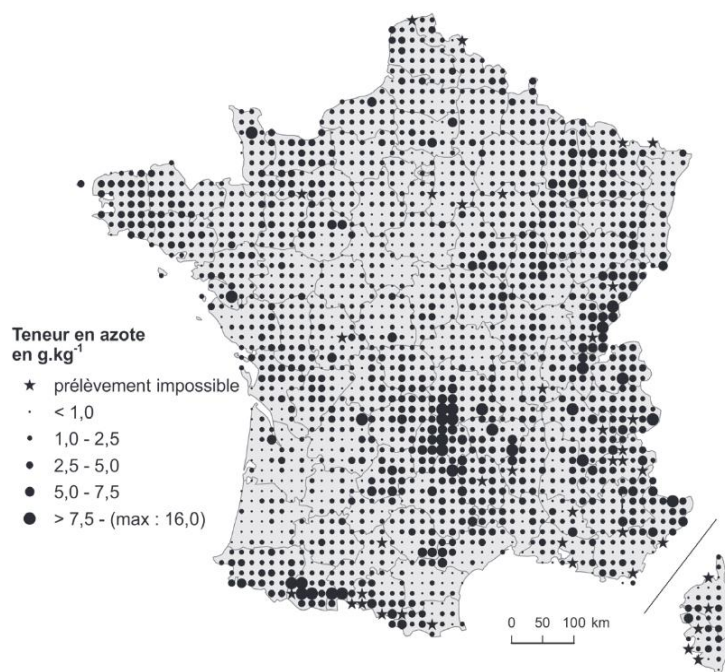 Teneur en azote
en g.kg⁻¹
prélèvement impossible
< 1,0
1,0 - 2,5
2,5 - 5,0
5,0 - 7,5
> 7,5 - (max : 16,0)
0 50 100 km